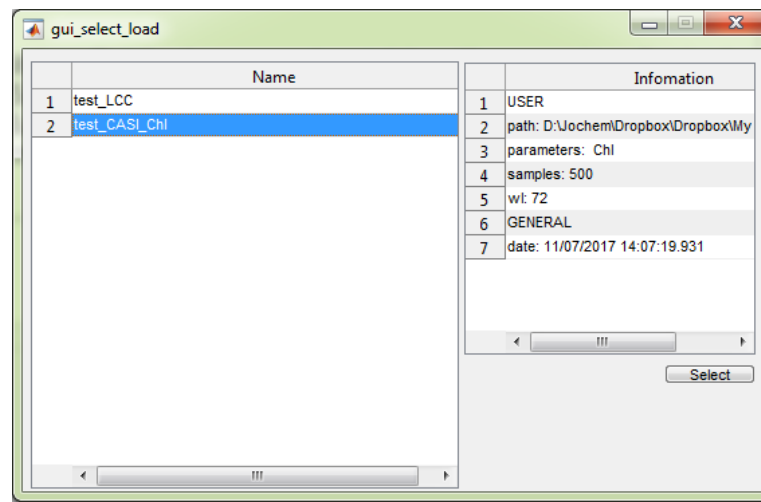 gui_select_load
Name
1 test_LCC
2 test_CASI_Chl
Infomation
1 USER
2 path: D:\Jochem\Dropbox\Dropbox\My
3 parameters: Chl
4 samples: 500
5 wl: 72
6 GENERAL
7 date: 11/07/2017 14:07:19.931
Select